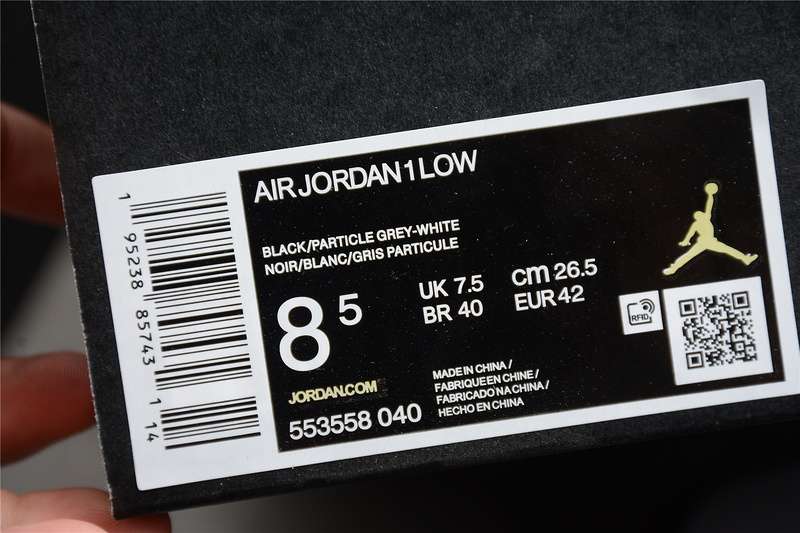 AIR JORDAN 1 LOW
BLACK/PARTICLE GREY-WHITE
NOIR/BLANC/GRIS PARTICULE
8 5
UK 7.5
BR 40
cm 26.5
EUR 42
RFID
JORDAN.COM
553558 040
MADE IN CHINA /
FABRIQUE EN CHINE /
FABRICADO NA CHINA /
HECHO EN CHINA
1 95238 85743 1 14